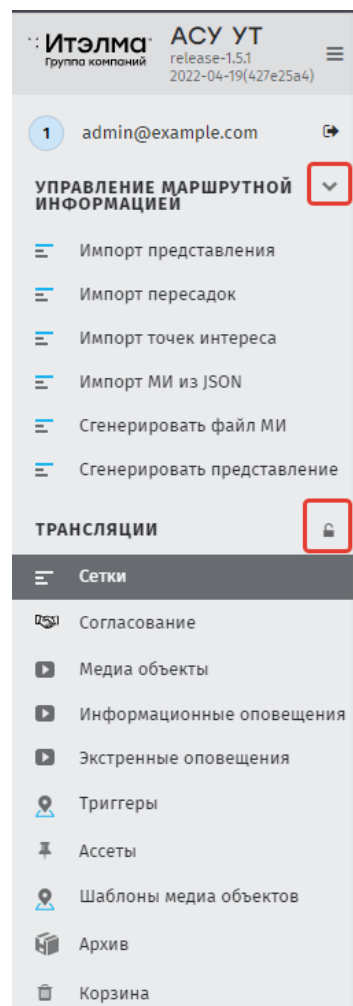 Итэлма
Группа компаний
АСУ УТ
release-1.5.1
2022-04-19(427e25a4)
1 admin@example.com
УПРАВЛЕНИЕ МАРШРУТНОЙ
ИНФОРМАЦИЕЙ
Импорт представления
Импорт пересадок
Импорт точек интереса
Импорт МИ из JSON
Сгенерировать файл МИ
Сгенерировать представление
ТРАНСЛЯЦИИ
Сетки
Согласование
Медиа объекты
Информационные оповещения
Экстренные оповещения
Триггеры
Ассеты
Шаблоны медиа объектов
Архив
Корзина